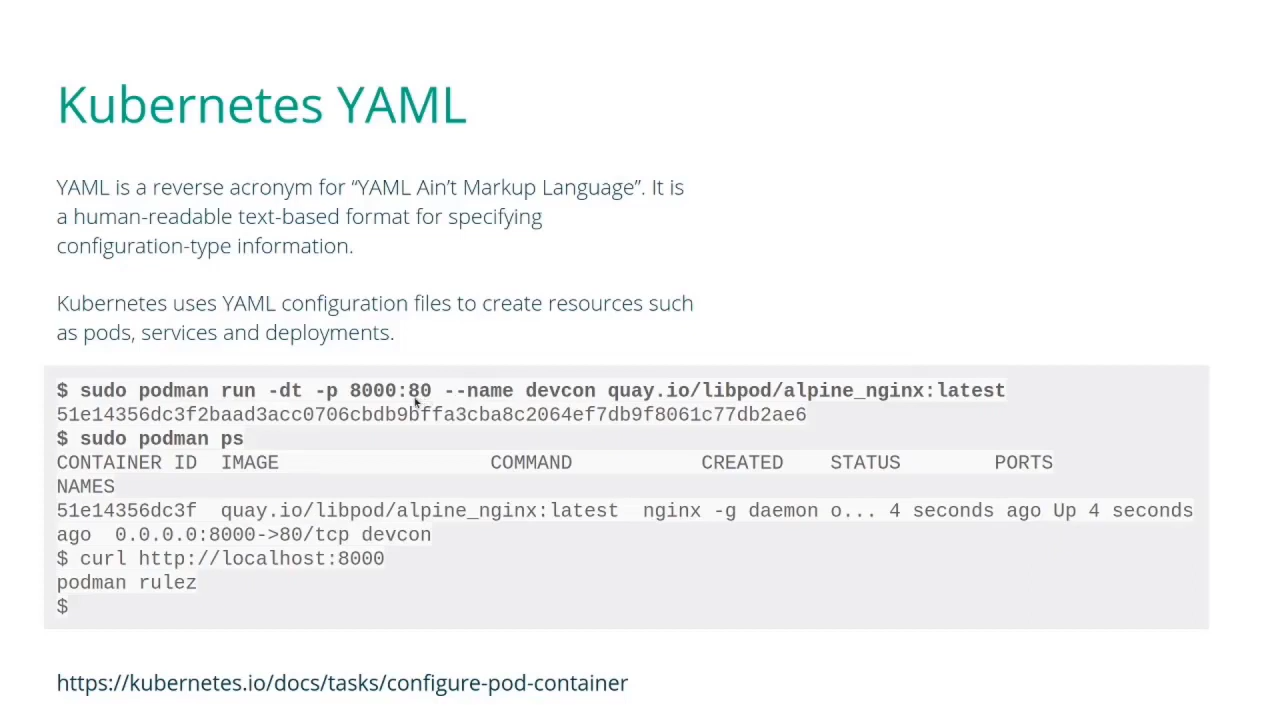 Kubernetes YAML
YAML is a reverse acronym for “YAML Ain’t Markup Language”. It is
a human-readable text-based format for specifying
configuration-type information.
Kubernetes uses YAML configuration files to create resources such
as pods, services and deployments.
$ sudo podman run -dt -p 8000:80 --name devcon quay.io/libpod/alpine_nginx:latest
51e14356dc3f2baad3acc0706cbdb9bffa3cba8c2064ef7db9f8061c77db2ae6
$ sudo podman ps
CONTAINER ID  IMAGE                  COMMAND           CREATED    STATUS        PORTS
NAMES
51e14356dc3f  quay.io/libpod/alpine_nginx:latest  nginx -g daemon o... 4 seconds ago Up 4 seconds
ago  0.0.0.0:8000->80/tcp devcon
$ curl http://localhost:8000
podman rulez
$
https://kubernetes.io/docs/tasks/configure-pod-container